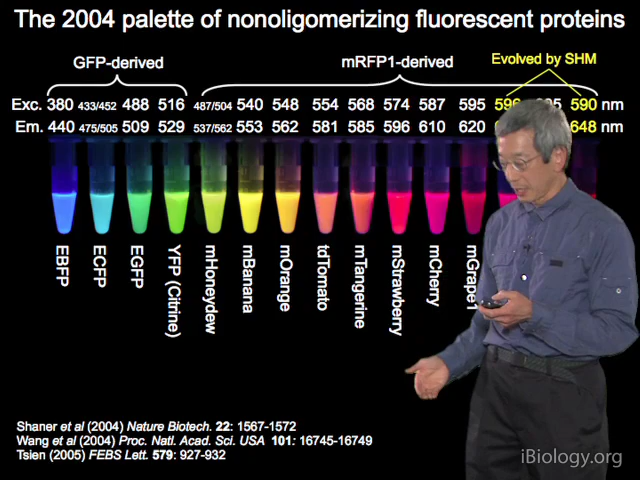 The 2004 palette of nonoligomerizing fluorescent proteins
GFP-derived
mRFP1-derived
Evolved by SHM
Exc. 380 433/452 488 516 487/504 540 548 554 568 574 587 595 596 590 nm
Em. 440 475/505 509 529 537/562 553 562 581 585 596 610 620 648 nm
EBFP
ECFP
EGFP
YFP (Citrine)
mHoneydew
mBanana
mOrange
tdTomato
mTangerine
mStrawberry
mCherry
mGrape1
Shaner et al (2004) Nature Biotech. 22: 1567-1572
Wang et al (2004) Proc. Natl. Acad. Sci. USA 101: 16745-16749
Tsien (2005) FEBS Lett. 579: 927-932
iBiology.org